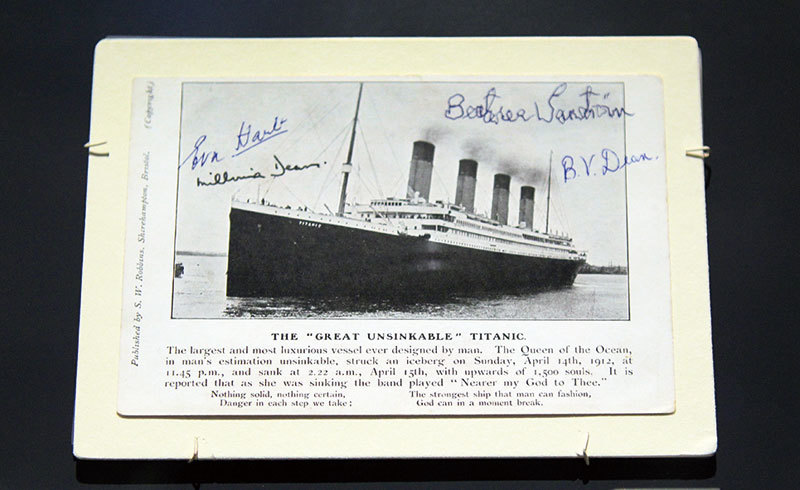 (Copyright)
Published by S. W. Robbins, Shirehampton, Bristol.
Eva Hart
Millvina Dean.
Beatrice Sandström
B.V. Dean.
TITANIC
THE "GREAT UNSINKABLE" TITANIC.
The largest and most luxurious vessel ever designed by man. The Queen of the Ocean,
in man's estimation unsinkable, struck an iceberg on Sunday, April 14th, 1912, at
11.45 p.m., and sank at 2.22 a.m., April 15th, with upwards of 1,500 souls. It is
reported that as she was sinking the band played "Nearer my God to Thee."
Nothing solid, nothing certain,
Danger in each step we take;
The strongest ship that man can fashion,
God can in a moment break.